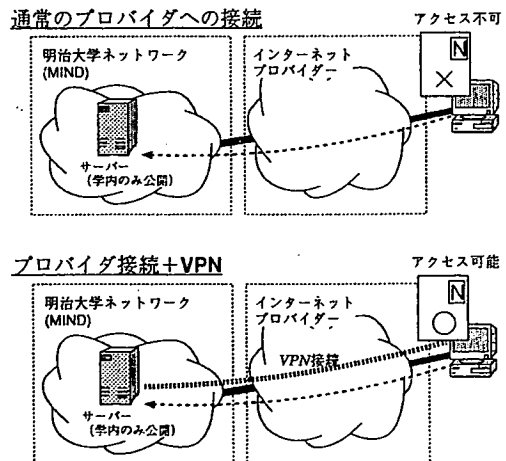 通常のプロバイダへの接続
アクセス不可
明治大学ネットワーク
(MIND)
インターネット
プロバイダー
N
×
サーバー
(学内のみ公開)
プロバイダ接続+VPN
アクセス可能
明治大学ネットワーク
(MIND)
インターネット
プロバイダー
N
○
VPN接続
サーバー
(学内のみ公開)